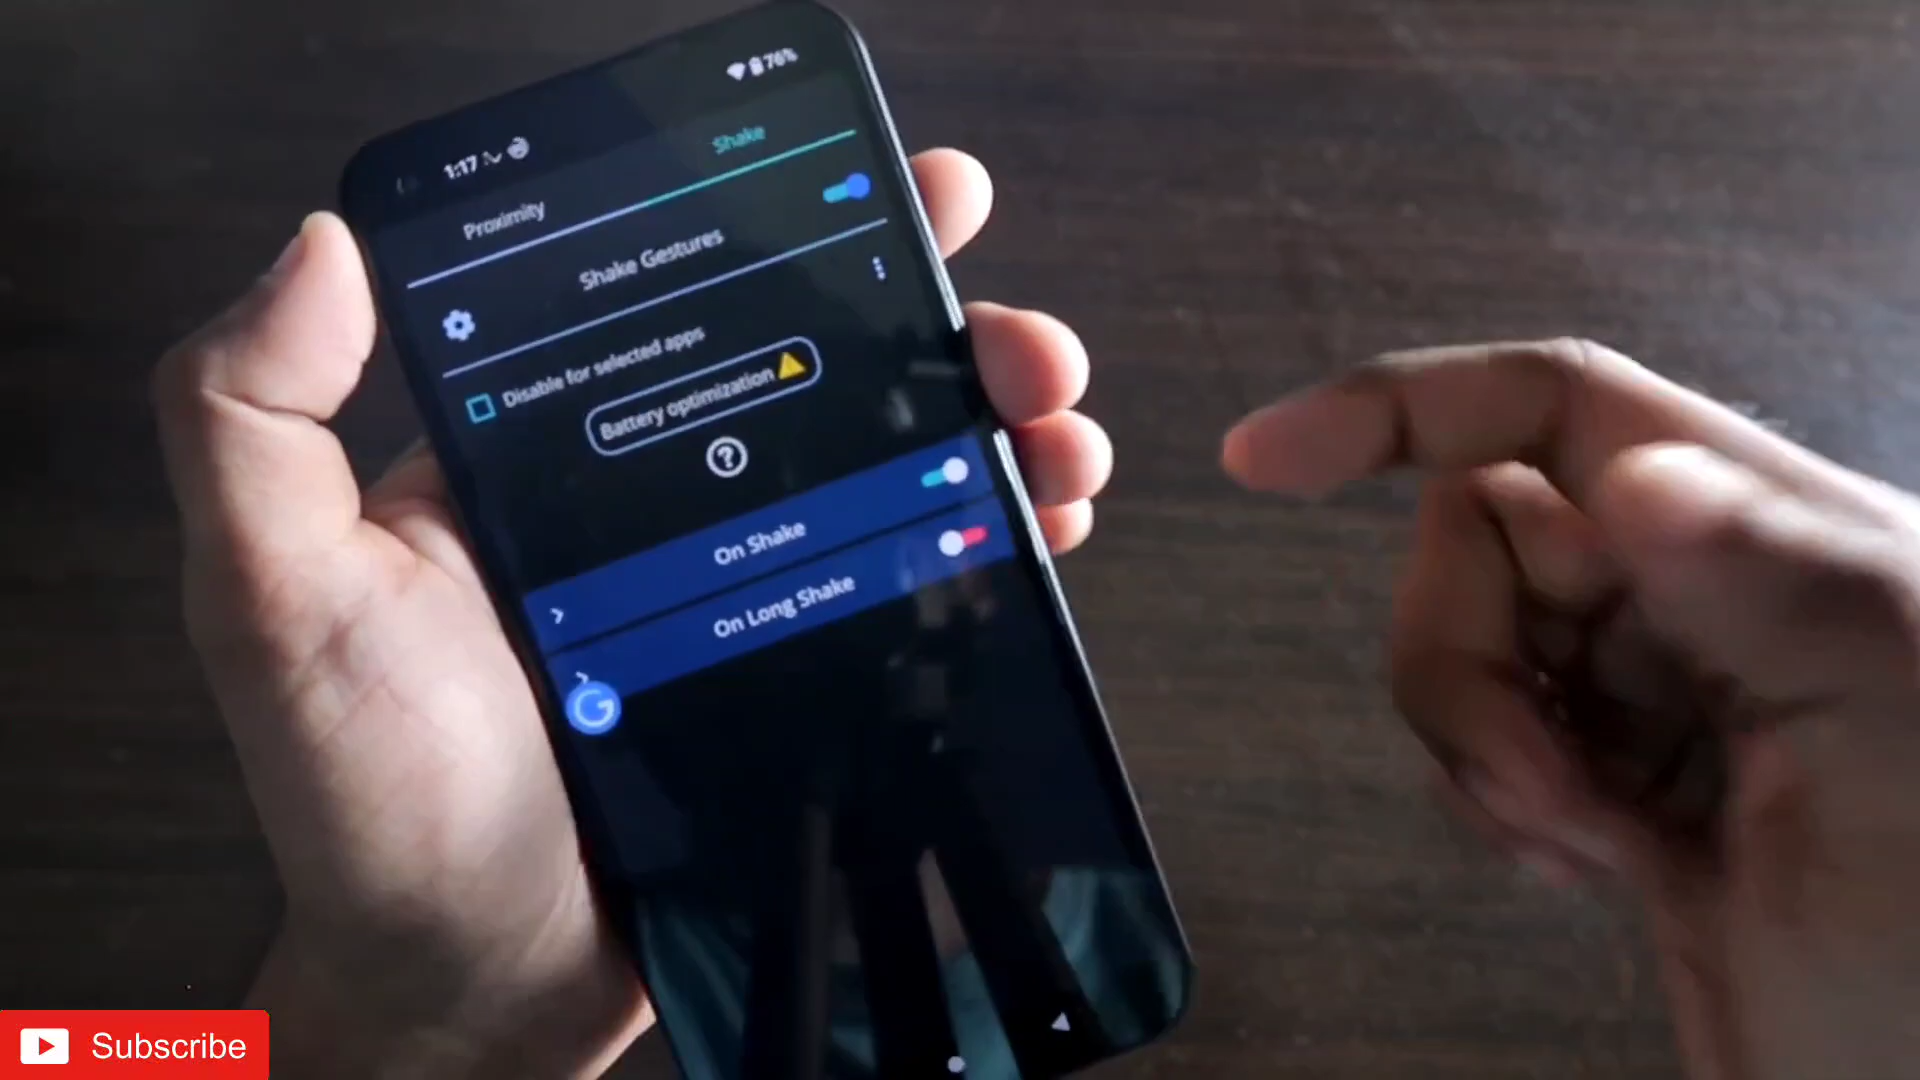 1:17
76%
Proximity
Shake
Shake Gestures
Disable for selected apps
Battery optimization
?
On Shake
On Long Shake
G
Subscribe